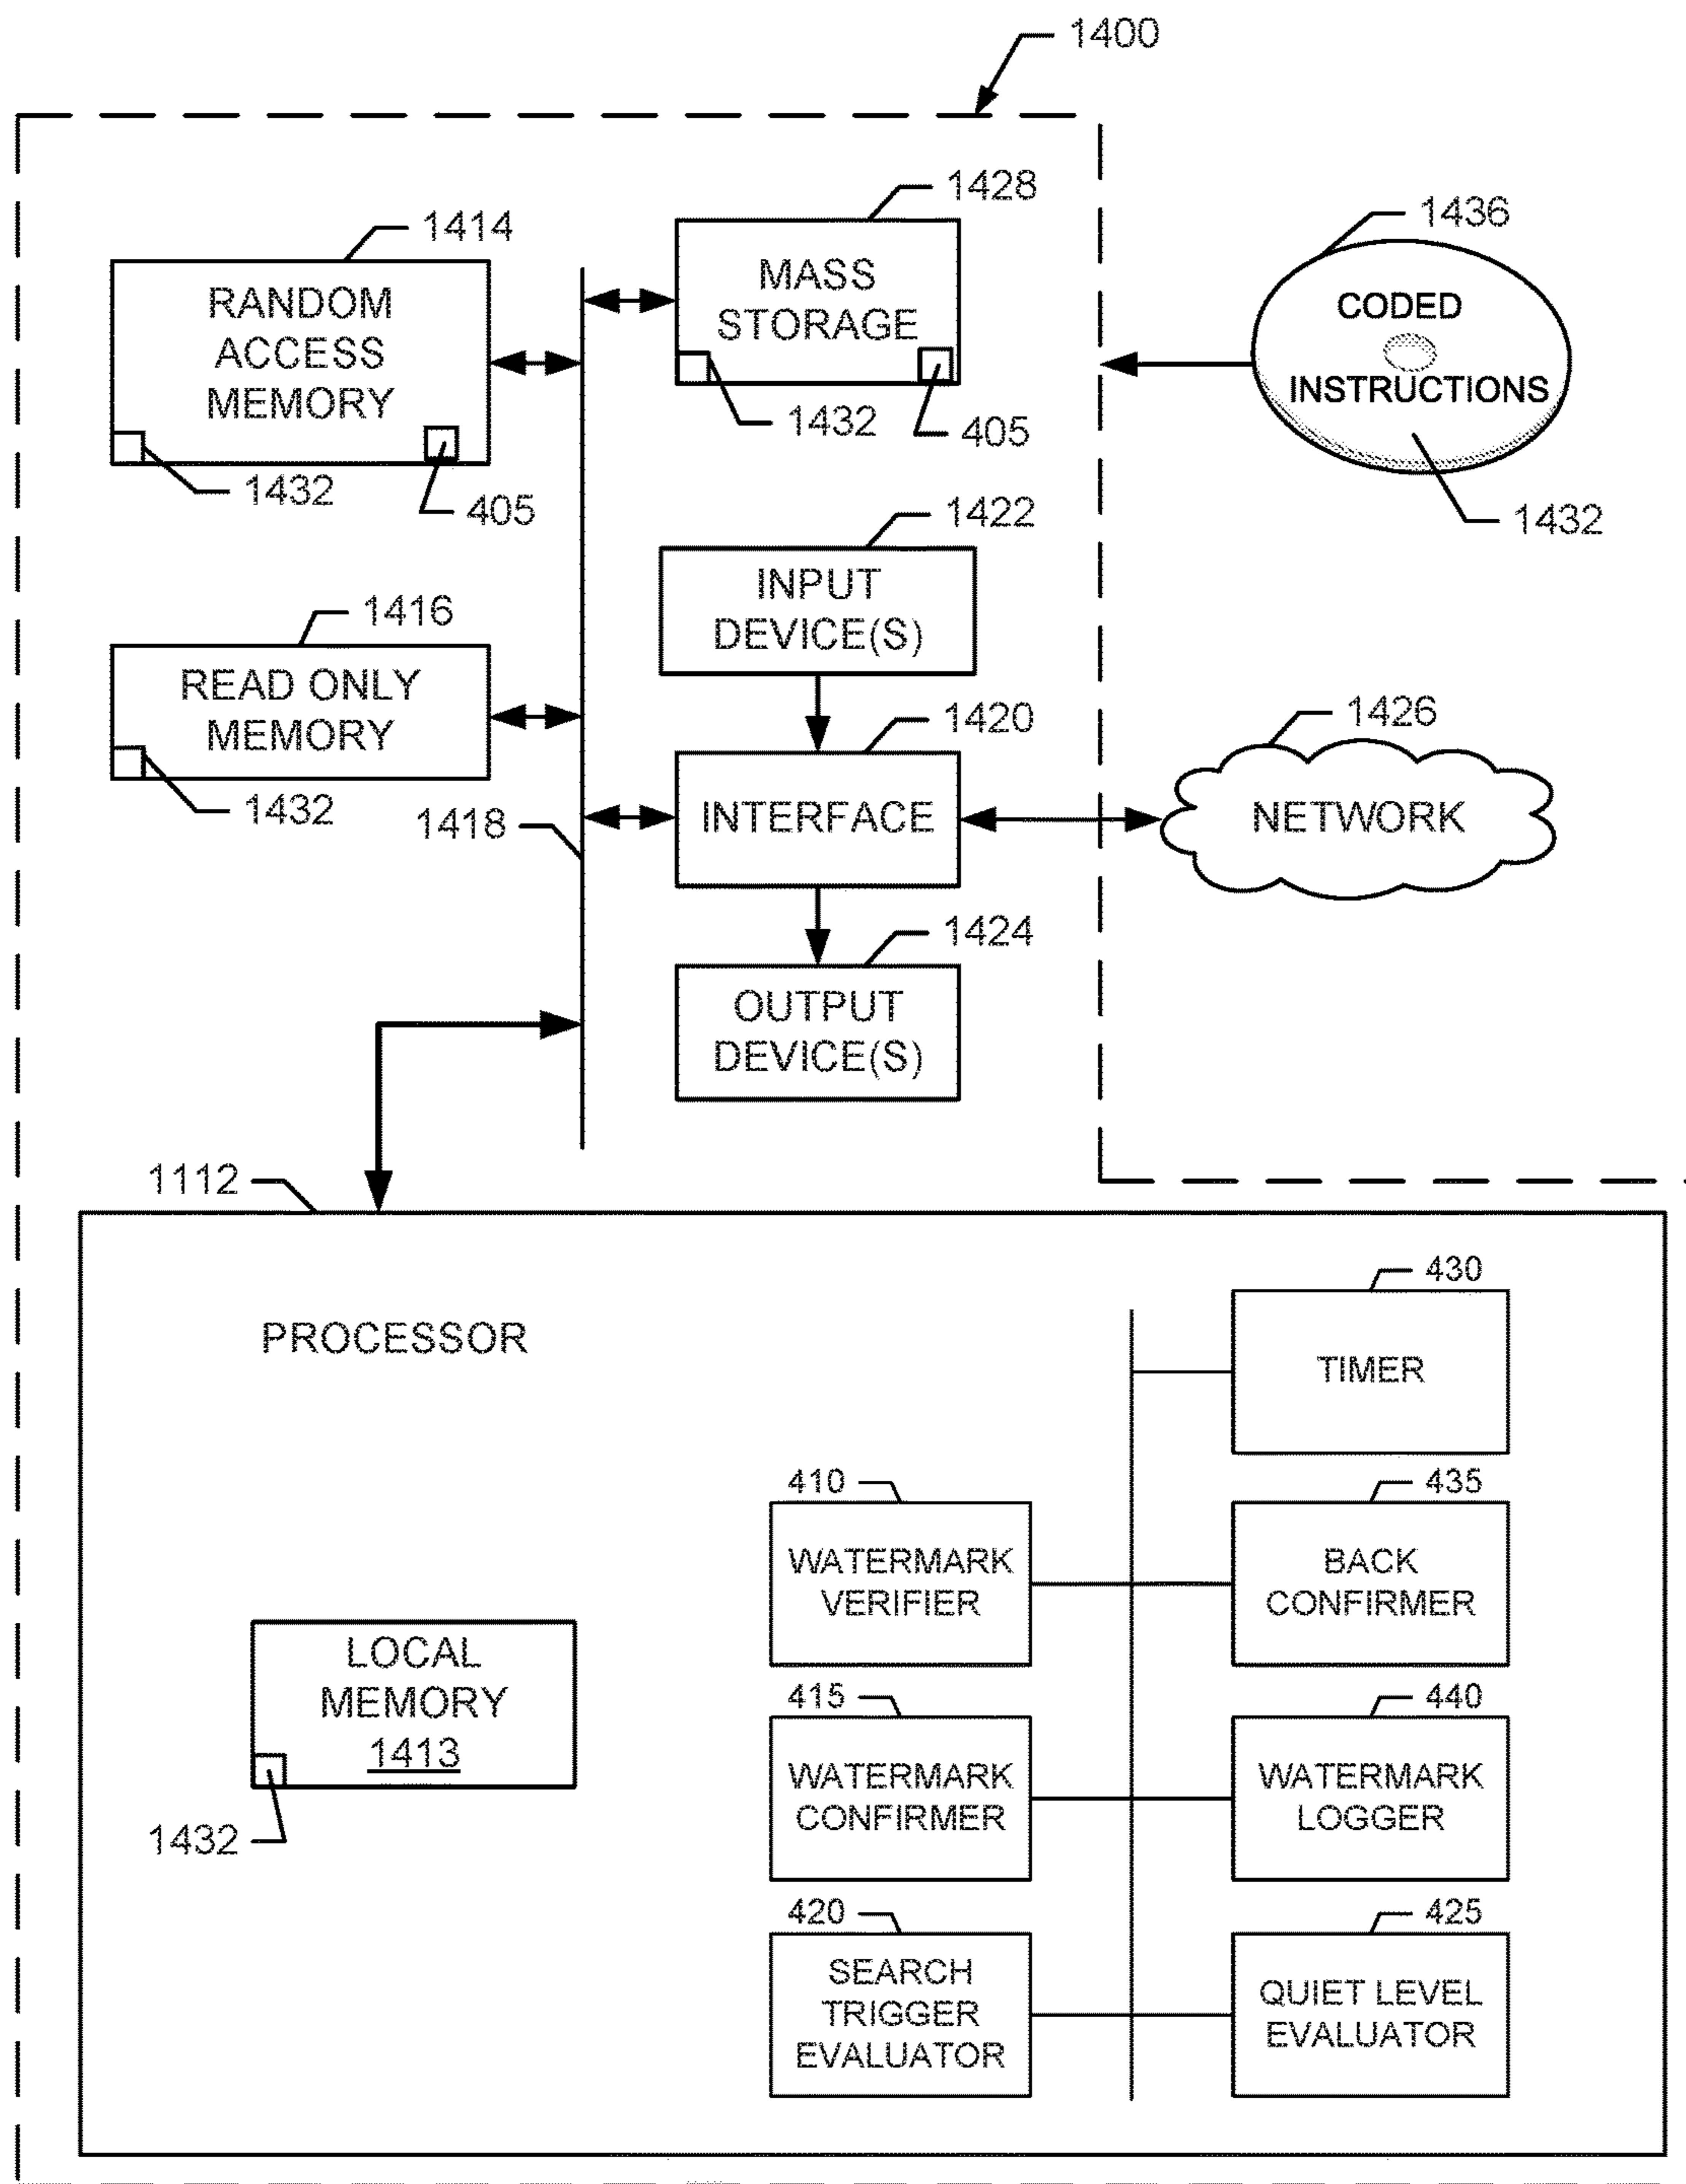 1400
1428
1414
1436
MASS
STORAGE
RANDOM
ACCESS
MEMORY
CODED
INSTRUCTIONS
1432
405
1432
405
1432
1422
INPUT
DEVICE(S)
1416
READ ONLY
MEMORY
1432
1420
1426
1418
INTERFACE
NETWORK
1424
OUTPUT
DEVICE(S)
1112
PROCESSOR
430
TIMER
410
WATERMARK
VERIFIER
435
BACK
CONFIRMER
LOCAL
MEMORY
1413
1432
415
WATERMARK
CONFIRMER
440
WATERMARK
LOGGER
420
SEARCH
TRIGGER
EVALUATOR
425
QUIET LEVEL
EVALUATOR